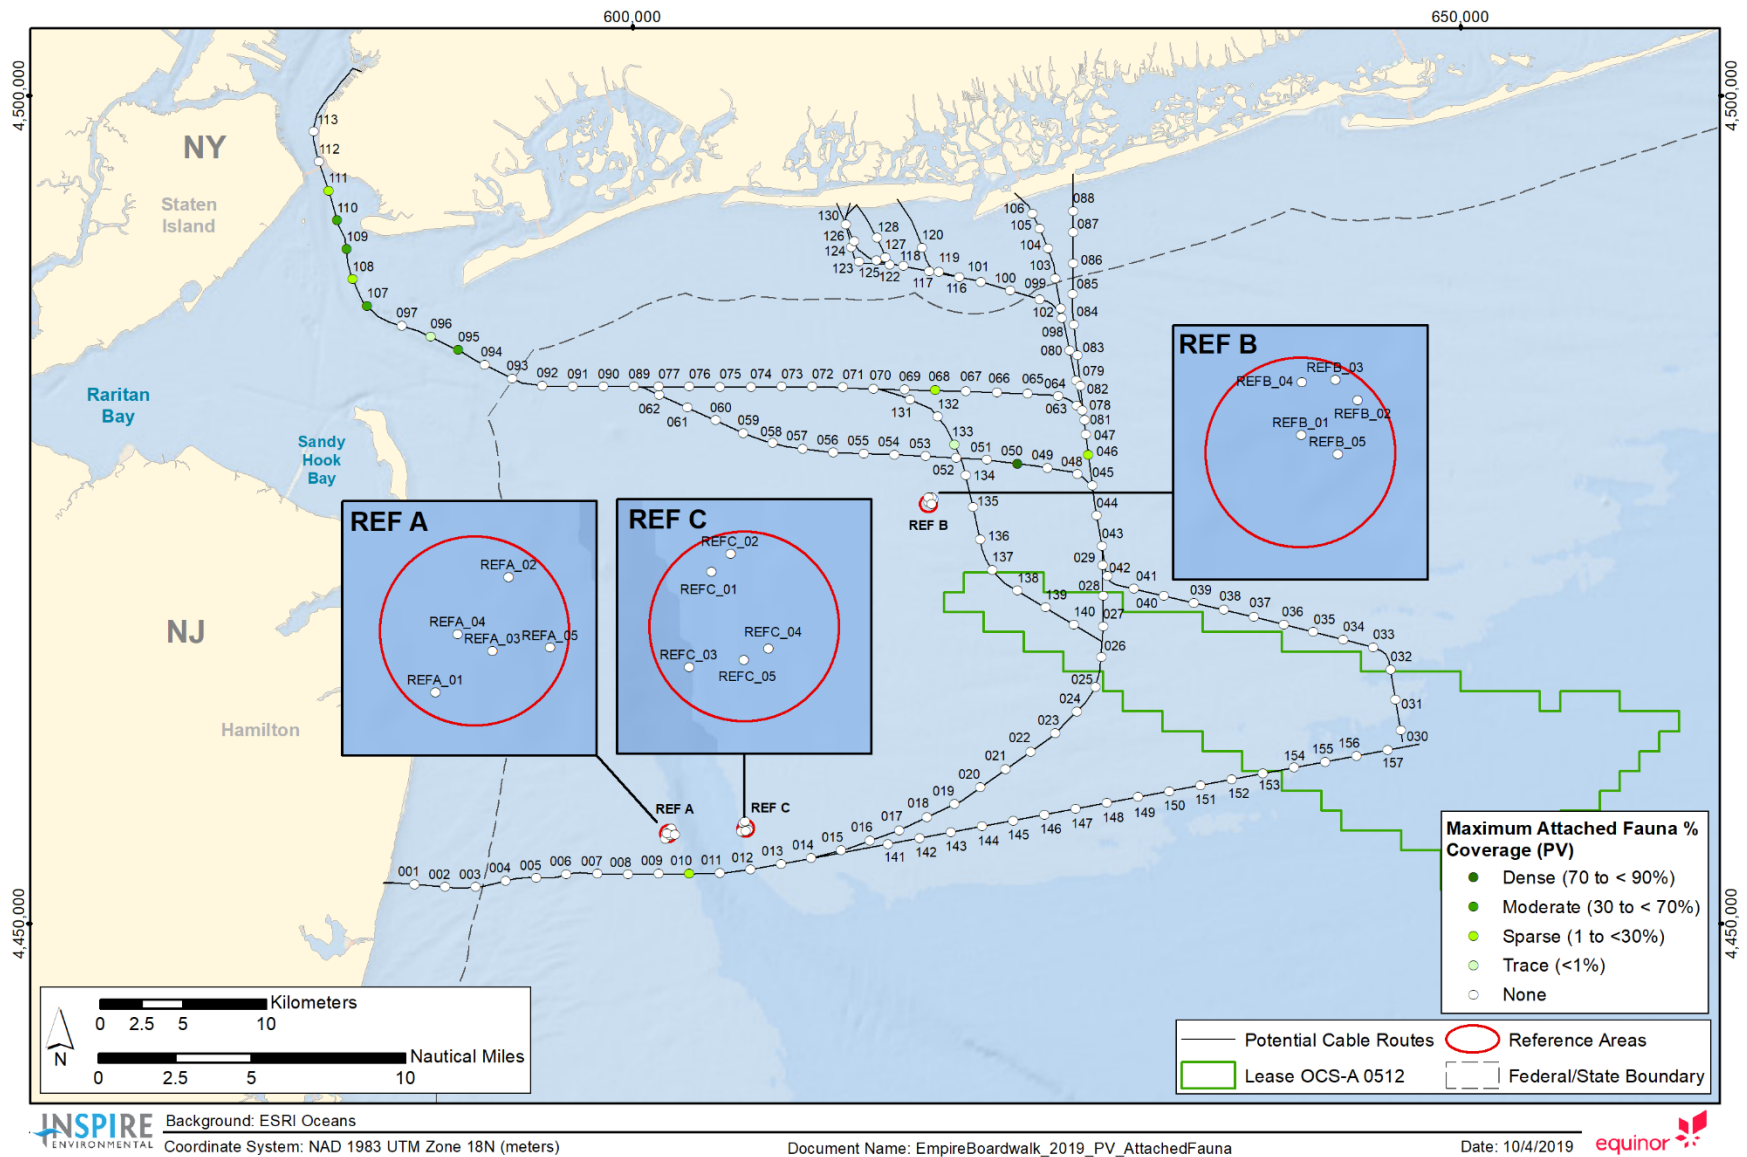 600,000
650,000
4,500,000
4,500,000
4,450,000
4,450,000
NY
Staten
Island
Raritan
Bay
Sandy
Hook
Bay
NJ
Hamilton
113
112
111
110
109
108
107
097
096
095
094
093
092
091
090
089
077
076
075
074
073
072
071
070
069
068
067
066
065
064
063
062
061
060
059
058
057
056
055
054
053
052
051
050
049
048
131
132
133
134
135
136
137
138
139
140
130
126
124
123
128
127
125
122
118
120
119
117
116
101
100
099
102
098
080
106
105
104
103
088
087
086
085
084
083
079
082
078
081
047
046
045
044
043
029
042
028
027
026
025
024
023
022
021
020
019
018
017
016
015
014
013
012
011
010
009
008
007
006
005
004
003
002
001
041
040
039
038
037
036
035
034
033
032
031
030
141
142
143
144
145
146
147
148
149
150
151
152
153
154
155
156
157
REF A
REFA_02
REFA_04
REFA_03
REFA_05
REFA_01
REF C
REFC_02
REFC_01
REFC_04
REFC_03
REFC_05
REF B
REFB_03
REFB_04
REFB_02
REFB_01
REFB_05
REF B
REF A
REF C
Maximum Attached Fauna %
Coverage (PV)
Dense (70 to < 90%)
Moderate (30 to < 70%)
Sparse (1 to <30%)
Trace (<1%)
None
Potential Cable Routes
Reference Areas
Lease OCS-A 0512
Federal/State Boundary
N
Kilometers
0 2.5 5 10
Nautical Miles
0 2.5 5 10
INSPIRE
ENVIRONMENTAL
Background: ESRI Oceans
Coordinate System: NAD 1983 UTM Zone 18N (meters)
Document Name: EmpireBoardwalk_2019_PV_AttachedFauna
Date: 10/4/2019
equinor